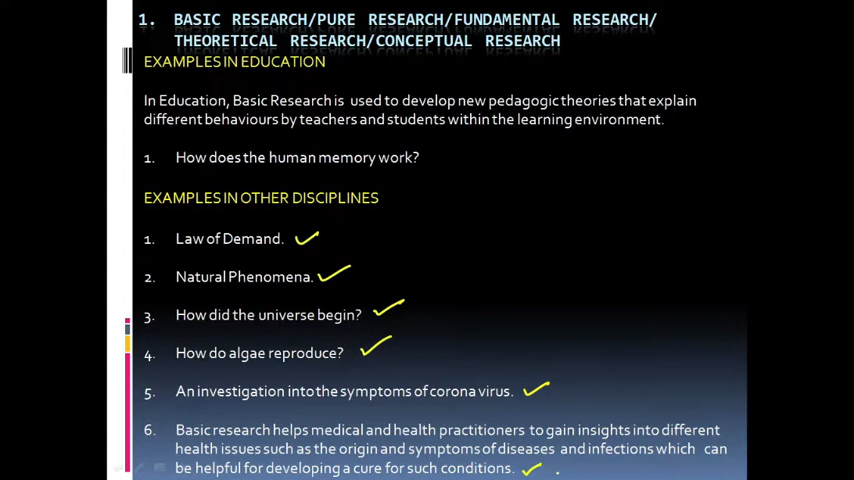 1. BASIC RESEARCH/PURE RESEARCH/FUNDAMENTAL RESEARCH/
THEORETICAL RESEARCH/CONCEPTUAL RESEARCH
EXAMPLES IN EDUCATION
In Education, Basic Research is used to develop new pedagogic theories that explain
different behaviours by teachers and students within the learning environment.
1. How does the human memory work?
EXAMPLES IN OTHER DISCIPLINES
1. Law of Demand.
2. Natural Phenomena.
3. How did the universe begin?
4. How do algae reproduce?
5. An investigation into the symptoms of corona virus.
6. Basic research helps medical and health practitioners to gain insights into different
health issues such as the origin and symptoms of diseases and infections which can
be helpful for developing a cure for such conditions.